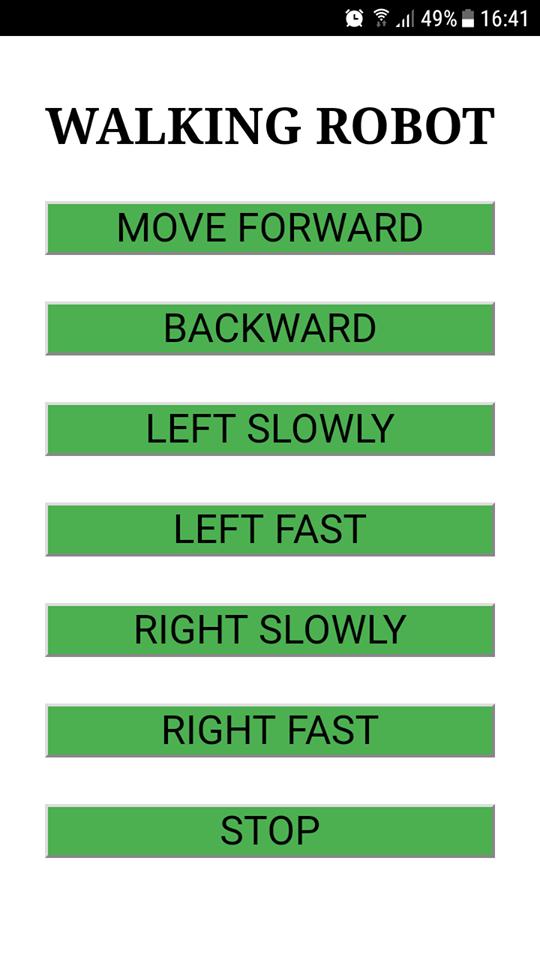 49% 16:41
WALKING ROBOT
MOVE FORWARD
BACKWARD
LEFT SLOWLY
LEFT FAST
RIGHT SLOWLY
RIGHT FAST
STOP